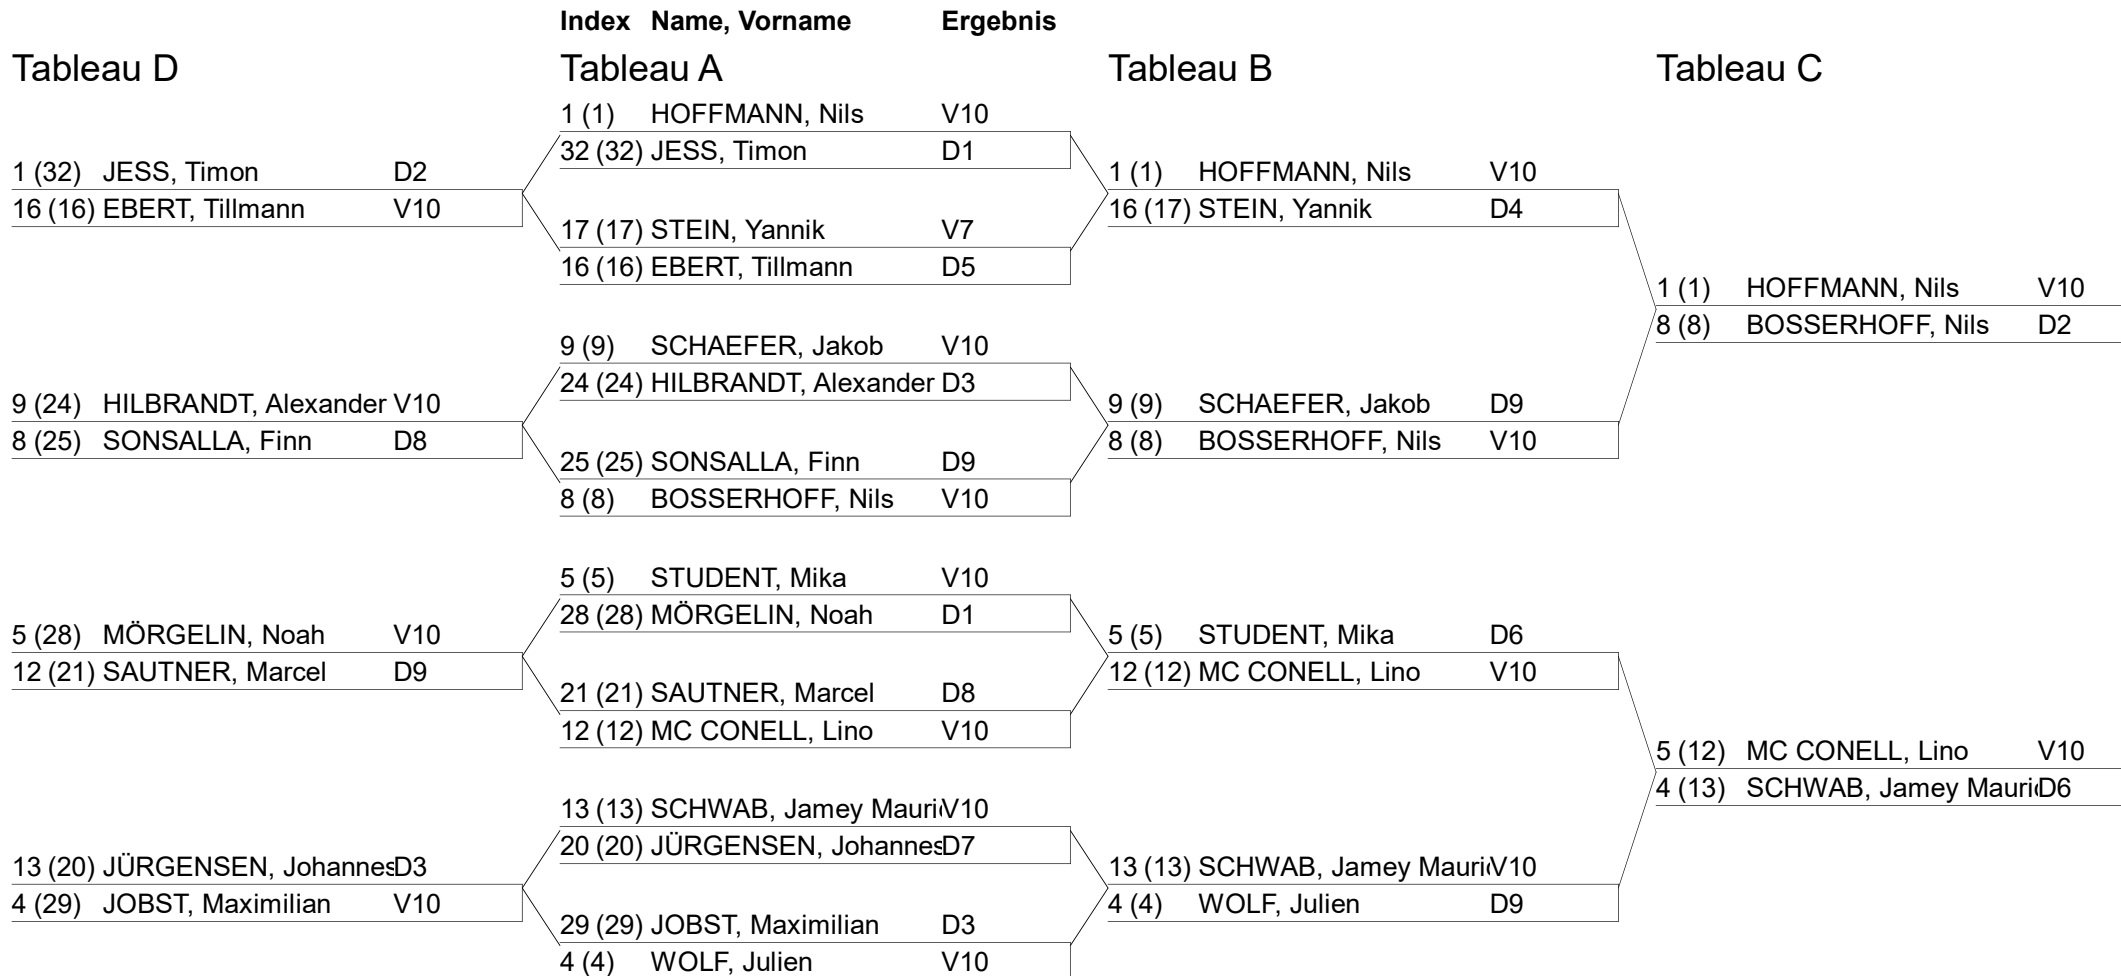 Index Name, Vorname Ergebnis
Tableau D Tableau A Tableau B Tableau C
1 (32) JESS, Timon D2
16 (16) EBERT, Tillmann V10
9 (24) HILBRANDT, Alexander V10
8 (25) SONSALLA, Finn D8
5 (28) MÖRGELIN, Noah V10
12 (21) SAUTNER, Marcel D9
13 (20) JÜRGENSEN, Johannes D3
4 (29) JOBST, Maximilian V10
1 (1) HOFFMANN, Nils V10
32 (32) JESS, Timon D1
17 (17) STEIN, Yannik V7
16 (16) EBERT, Tillmann D5
9 (9) SCHAEFER, Jakob V10
24 (24) HILBRANDT, Alexander D3
25 (25) SONSALLA, Finn D9
8 (8) BOSSERHOFF, Nils V10
5 (5) STUDENT, Mika V10
28 (28) MÖRGELIN, Noah D1
21 (21) SAUTNER, Marcel D8
12 (12) MC CONELL, Lino V10
13 (13) SCHWAB, Jamey Mauri V10
20 (20) JÜRGENSEN, Johannes D7
29 (29) JOBST, Maximilian D3
4 (4) WOLF, Julien V10
1 (1) HOFFMANN, Nils V10
16 (17) STEIN, Yannik D4
9 (9) SCHAEFER, Jakob D9
8 (8) BOSSERHOFF, Nils V10
5 (5) STUDENT, Mika D6
12 (12) MC CONELL, Lino V10
13 (13) SCHWAB, Jamey Mauri V10
4 (4) WOLF, Julien D9
1 (1) HOFFMANN, Nils V10
8 (8) BOSSERHOFF, Nils D2
5 (12) MC CONELL, Lino V10
4 (13) SCHWAB, Jamey Mauri D6